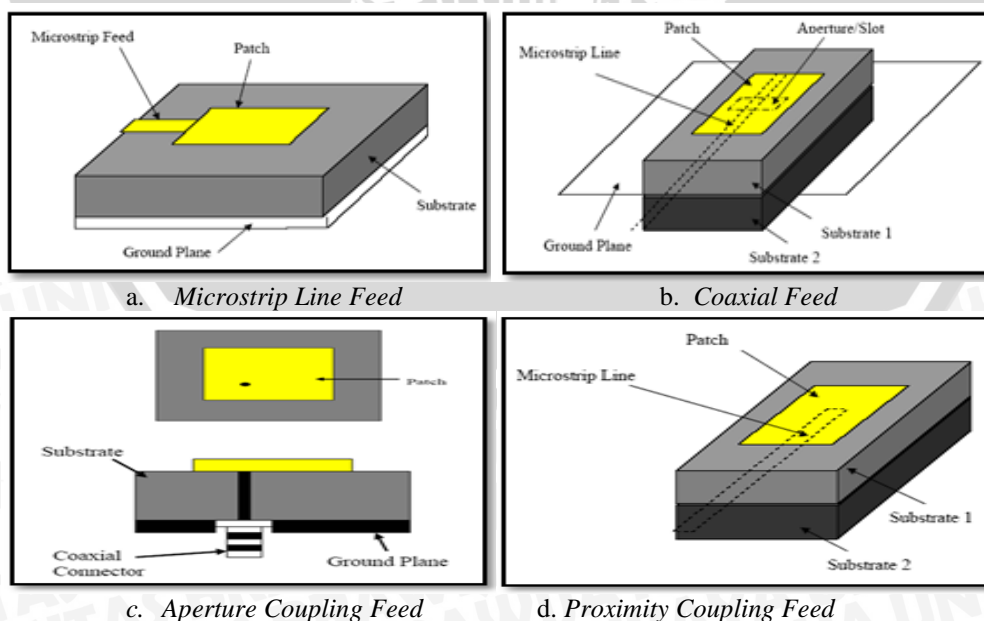 Microstrip Feed
Patch
Substrate
Ground Plane
a. Microstrip Line Feed
Patch
Aperture/Slot
Microstrip Line
Ground Plane
Substrate 1
Substrate 2
b. Coaxial Feed
Patch
Substrate
Coaxial
Connector
Ground Plane
c. Aperture Coupling Feed
Patch
Microstrip Line
Substrate 1
Substrate 2
d. Proximity Coupling Feed